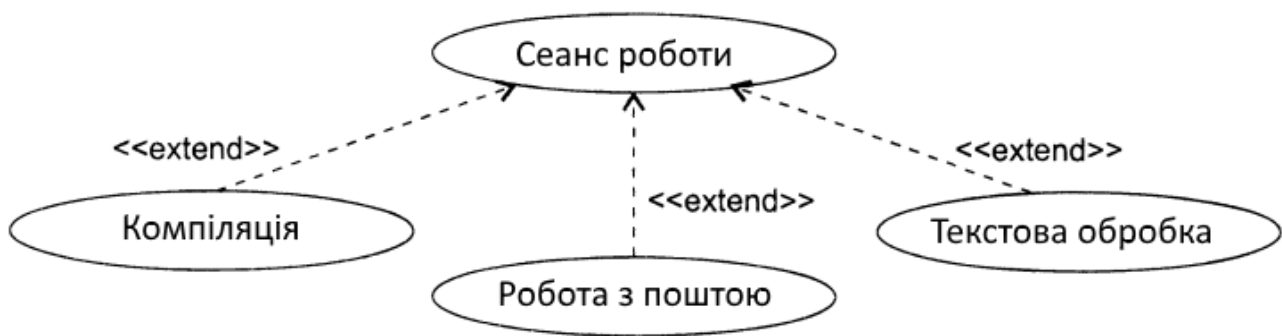 Сеанс роботи
<<extend>>
<<extend>>
<<extend>>
Компіляція
Текстова обробка
Робота з поштою